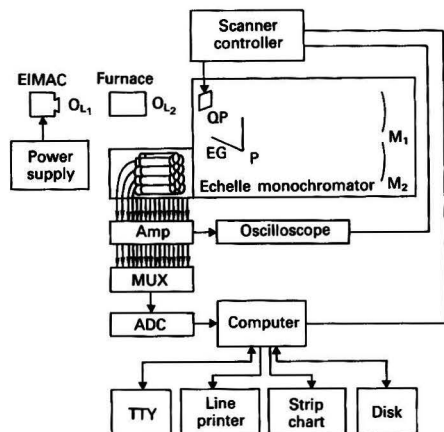 Scanner
controller
EIMAC
Furnace
OL1
OL2
QP
M1
EG
P
Power
supply
Echelle monochromator
M2
Amp
Oscilloscope
MUX
ADC
Computer
TTY
Line
printer
Strip
chart
Disk